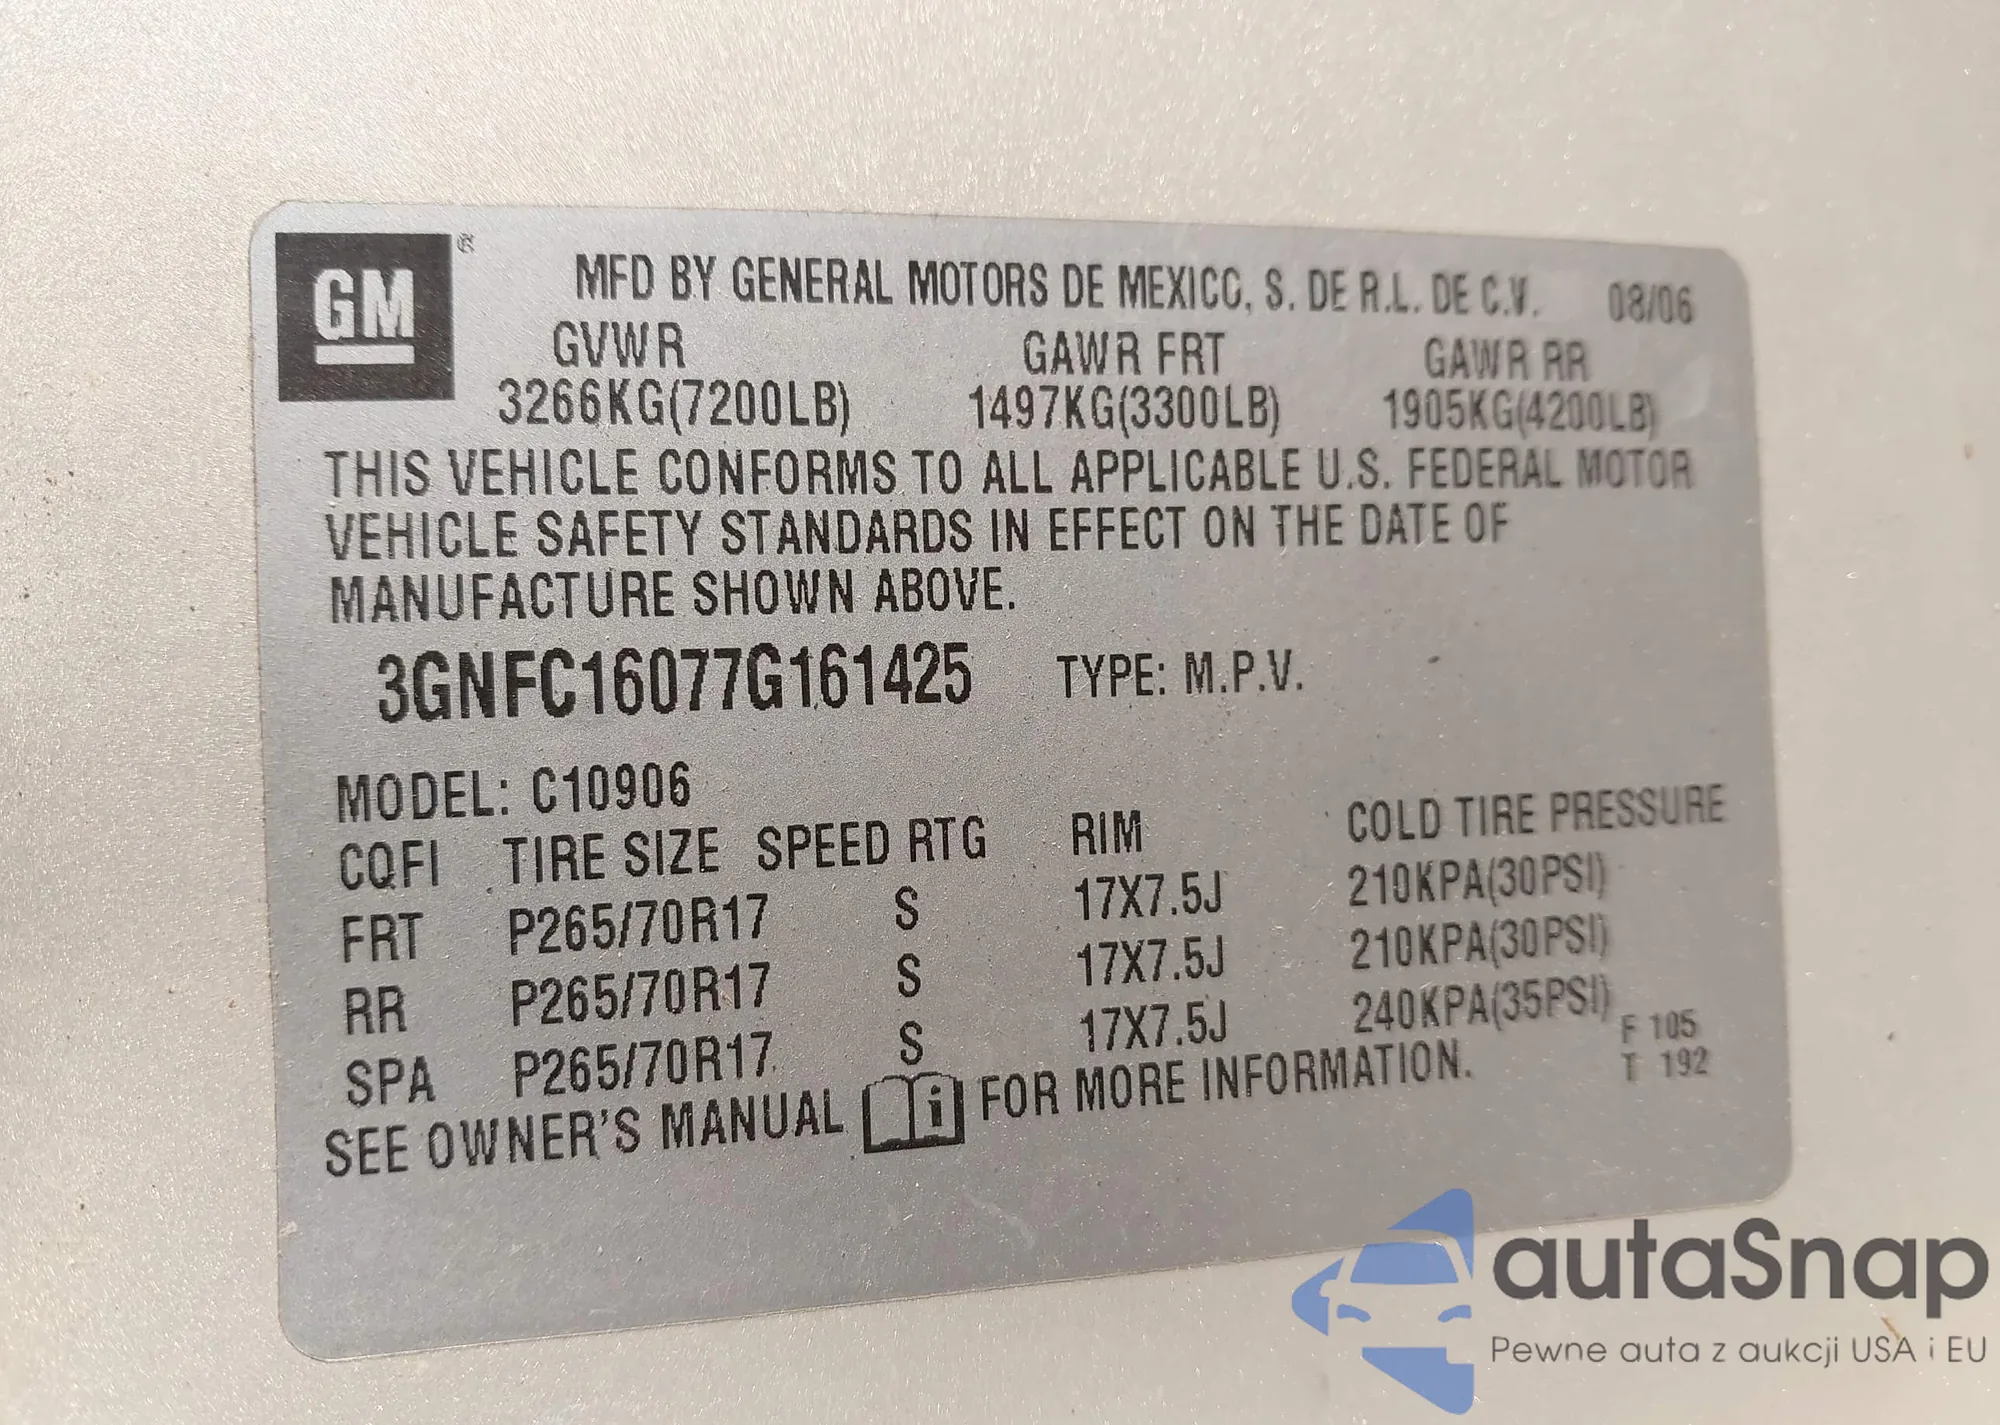 GM
MFD BY GENERAL MOTORS DE MEXICO, S. DE R.L. DE C.V. 08/06
GVWR GAWR FRT GAWR RR
3266KG(7200LB) 1497KG(3300LB) 1905KG(4200LB)
THIS VEHICLE CONFORMS TO ALL APPLICABLE U.S. FEDERAL MOTOR
VEHICLE SAFETY STANDARDS IN EFFECT ON THE DATE OF
MANUFACTURE SHOWN ABOVE.
3GNFC16077G161425 TYPE: M.P.V.
MODEL: C10906
CQFI TIRE SIZE SPEED RTG RIM COLD TIRE PRESSURE
FRT P265/70R17 S 17X7.5J 210KPA(30PSI)
RR P265/70R17 S 17X7.5J 210KPA(30PSI)
SPA P265/70R17 S 17X7.5J 240KPA(35PSI)
F 105
T 192
SEE OWNER'S MANUAL i FOR MORE INFORMATION.
autaSnap
Pewne auta z aukcji USA i EU